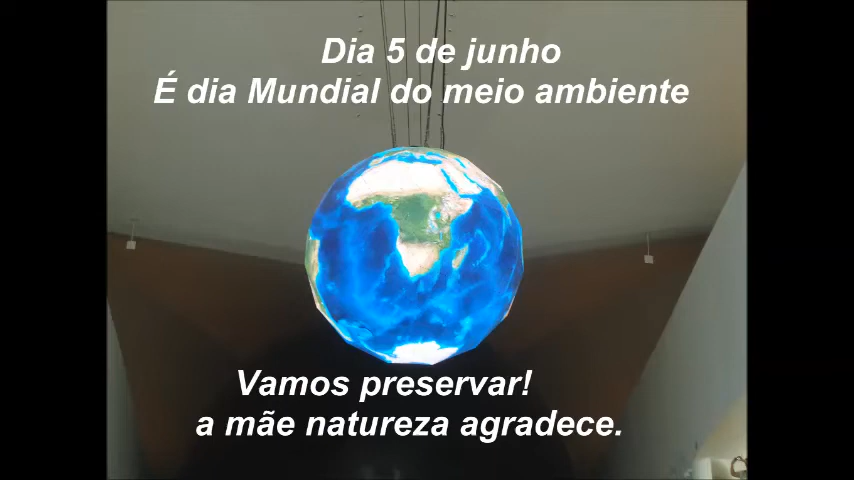 Dia 5 de junho
É dia Mundial do meio ambiente
Vamos preservar!
a mãe natureza agradece.